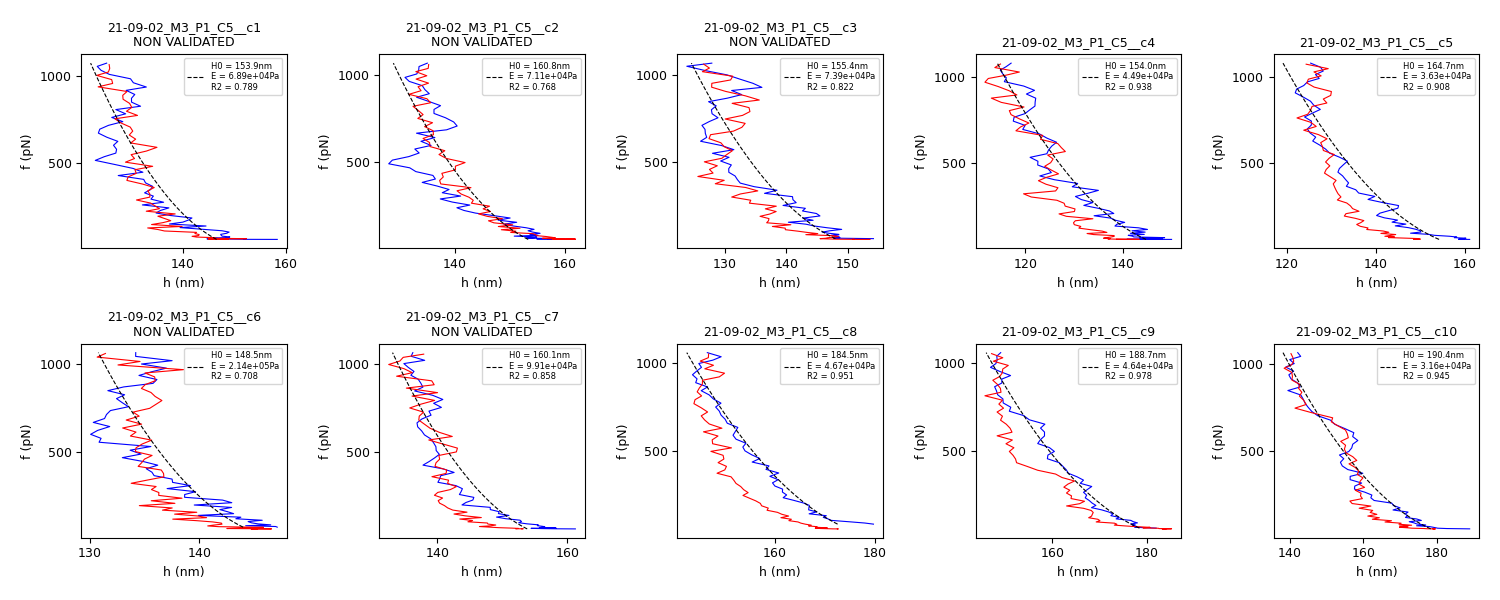 21-09-02_M3_P1_C5__c1
NON VALIDATED
H0 = 153.9nm
E = 6.89e+04Pa
R2 = 0.789
f (pN)
1000
500
140
160
h (nm)
21-09-02_M3_P1_C5__c2
NON VALIDATED
H0 = 160.8nm
E = 7.11e+04Pa
R2 = 0.768
f (pN)
1000
500
140
160
h (nm)
21-09-02_M3_P1_C5__c3
NON VALIDATED
H0 = 155.4nm
E = 7.39e+04Pa
R2 = 0.822
f (pN)
1000
500
130
140
150
h (nm)
21-09-02_M3_P1_C5__c4
H0 = 154.0nm
E = 4.49e+04Pa
R2 = 0.938
f (pN)
1000
500
120
140
h (nm)
21-09-02_M3_P1_C5__c5
H0 = 164.7nm
E = 3.63e+04Pa
R2 = 0.908
f (pN)
1000
500
120
140
160
h (nm)
21-09-02_M3_P1_C5__c6
NON VALIDATED
H0 = 148.5nm
E = 2.14e+05Pa
R2 = 0.708
f (pN)
1000
500
130
140
h (nm)
21-09-02_M3_P1_C5__c7
NON VALIDATED
H0 = 160.1nm
E = 9.91e+04Pa
R2 = 0.858
f (pN)
1000
500
140
160
h (nm)
21-09-02_M3_P1_C5__c8
H0 = 184.5nm
E = 4.67e+04Pa
R2 = 0.951
f (pN)
1000
500
160
180
h (nm)
21-09-02_M3_P1_C5__c9
H0 = 188.7nm
E = 4.64e+04Pa
R2 = 0.978
f (pN)
1000
500
160
180
h (nm)
21-09-02_M3_P1_C5__c10
H0 = 190.4nm
E = 3.16e+04Pa
R2 = 0.945
f (pN)
1000
500
140
160
180
h (nm)